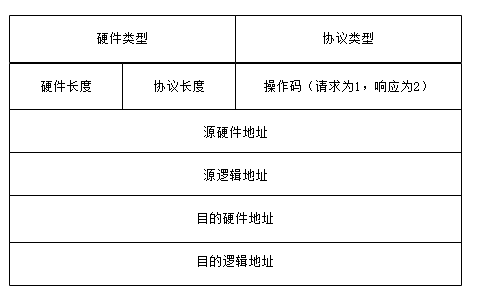 硬件类型 协议类型
硬件长度 协议长度 操作码（请求为1，响应为2）
源硬件地址
源逻辑地址
目的硬件地址
目的逻辑地址